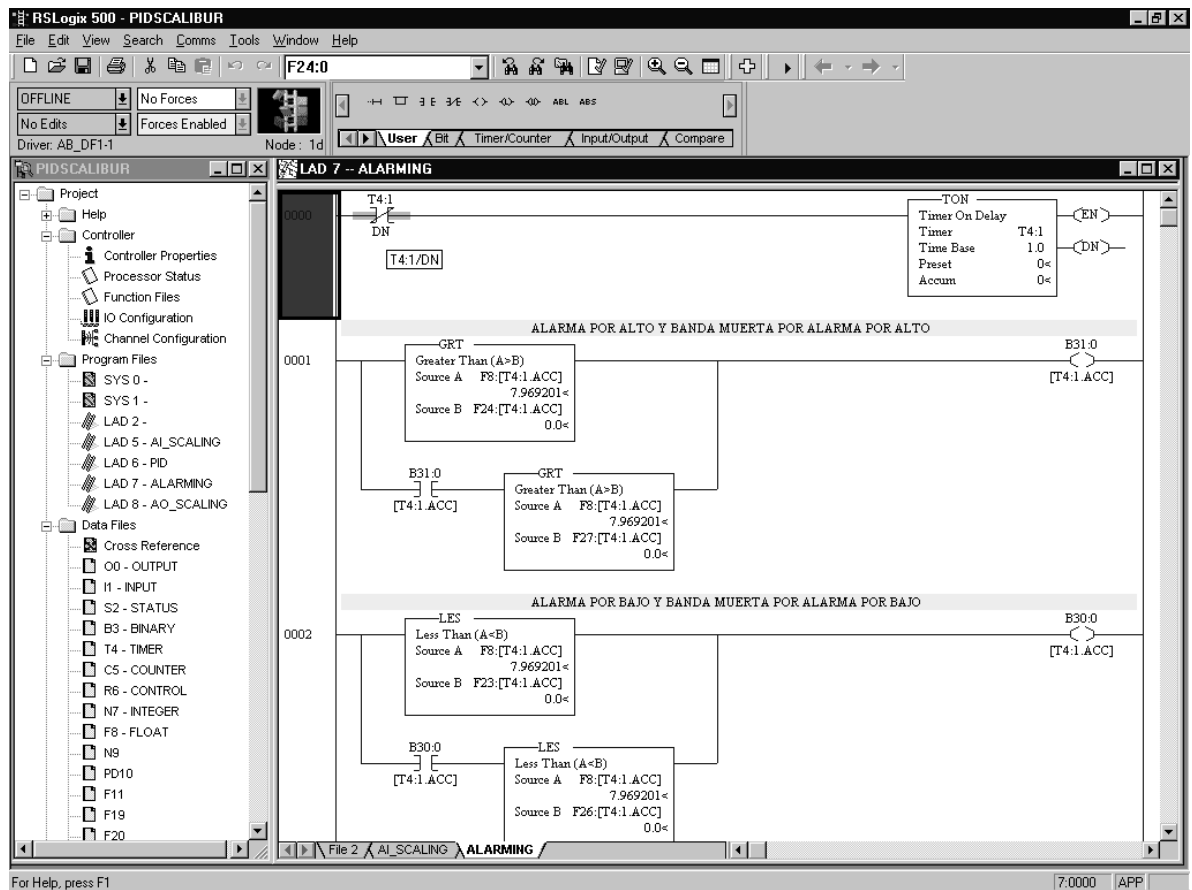 RSLogix 500 - PIDSCALIBUR
File Edit View Search Comms Tools Window Help
F24:0
OFFLINE No Forces
No Edits Forces Enabled
Driver: AB_DF1-1 Node : 1d
ABL ABS
User Bit Timer/Counter Input/Output Compare
PIDSCALIBUR
Project
Help
Controller
Controller Properties
Processor Status
Function Files
IO Configuration
Channel Configuration
Program Files
SYS 0 -
SYS 1 -
LAD 2 -
LAD 5 - AI_SCALING
LAD 6 - PID
LAD 7 - ALARMING
LAD 8 - AO_SCALING
Data Files
Cross Reference
O0 - OUTPUT
I1 - INPUT
S2 - STATUS
B3 - BINARY
T4 - TIMER
C5 - COUNTER
R6 - CONTROL
N7 - INTEGER
F8 - FLOAT
N9
PD10
F11
F19
F20
LAD 7 -- ALARMING
0000
T4:1
DN
T4:1/DN
TON
Timer On Delay
Timer T4:1
Time Base 1.0
Preset 0<
Accum 0<
EN
DN
ALARMA POR ALTO Y BANDA MUERTA POR ALARMA POR ALTO
0001
GRT
Greater Than (A>B)
Source A F8:[T4:1.ACC]
7.969201<
Source B F24:[T4:1.ACC]
0.0<
B31:0
[T4:1.ACC]
B31:0
[T4:1.ACC]
GRT
Greater Than (A>B)
Source A F8:[T4:1.ACC]
7.969201<
Source B F27:[T4:1.ACC]
0.0<
ALARMA POR BAJO Y BANDA MUERTA POR ALARMA POR BAJO
0002
LES
Less Than (A<B)
Source A F8:[T4:1.ACC]
7.969201<
Source B F23:[T4:1.ACC]
0.0<
B30:0
[T4:1.ACC]
B30:0
[T4:1.ACC]
LES
Less Than (A<B)
Source A F8:[T4:1.ACC]
7.969201<
Source B F26:[T4:1.ACC]
0.0<
File 2 AI_SCALING ALARMING
For Help, press F1
7:0000 APP